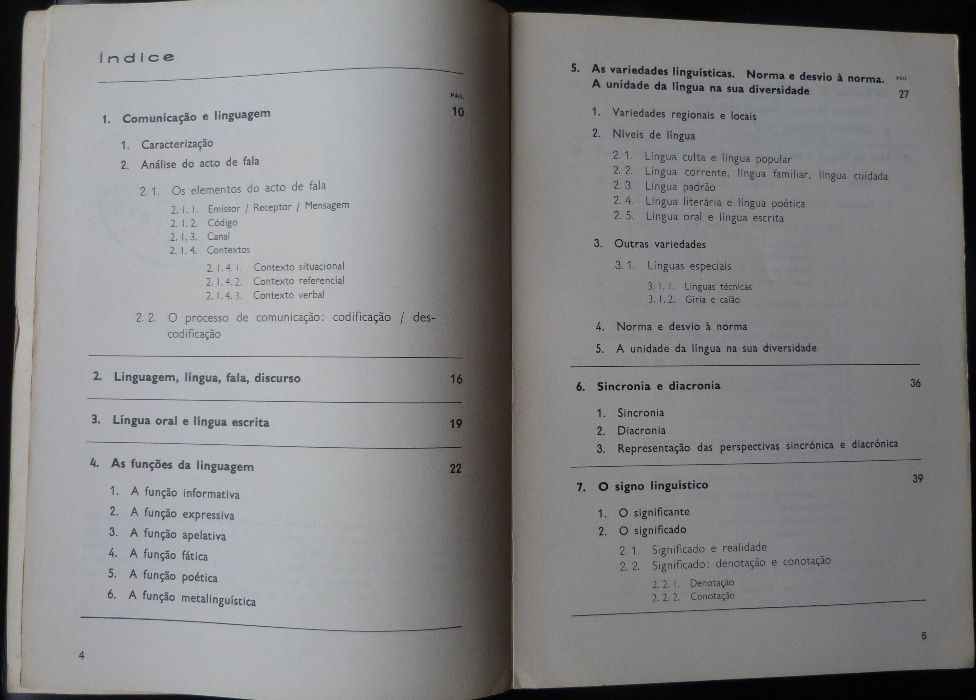 Índice
PÁG.
1. Comunicação e linguagem 10
1. Caracterização
2. Análise do acto de fala
2. 1. Os elementos do acto de fala
2. 1. 1. Emissor / Receptor / Mensagem
2. 1. 2. Código
2. 1. 3. Canal
2. 1. 4. Contextos
2. 1. 4. 1. Contexto situacional
2. 1. 4. 2. Contexto referencial
2. 1. 4. 3. Contexto verbal
2. 2. O processo de comunicação: codificação / des-
codificação
2. Linguagem, língua, fala, discurso 16
3. Língua oral e língua escrita 19
4. As funções da linguagem 22
1. A função informativa
2. A função expressiva
3. A função apelativa
4. A função fática
5. A função poética
6. A função metalinguística
4
5. As variedades linguísticas. Norma e desvio à norma. PÁG.
A unidade da língua na sua diversidade 27
1. Variedades regionais e locais
2. Níveis de língua
2. 1. Língua culta e língua popular
2. 2. Língua corrente, língua familiar, língua cuidada
2. 3. Língua padrão
2. 4. Língua literária e língua poética
2. 5. Língua oral e língua escrita
3. Outras variedades
3. 1. Línguas especiais
3. 1. 1. Línguas técnicas
3. 1. 2. Gíria e calão
4. Norma e desvio à norma
5. A unidade da língua na sua diversidade
6. Sincronia e diacronia 36
1. Sincronia
2. Diacronia
3. Representação das perspectivas sincrónica e diacrónica
7. O signo linguístico 39
1. O significante
2. O significado
2. 1. Significado e realidade
2. 2. Significado: denotação e conotação
2. 2. 1. Denotação
2. 2. 2. Conotação
5